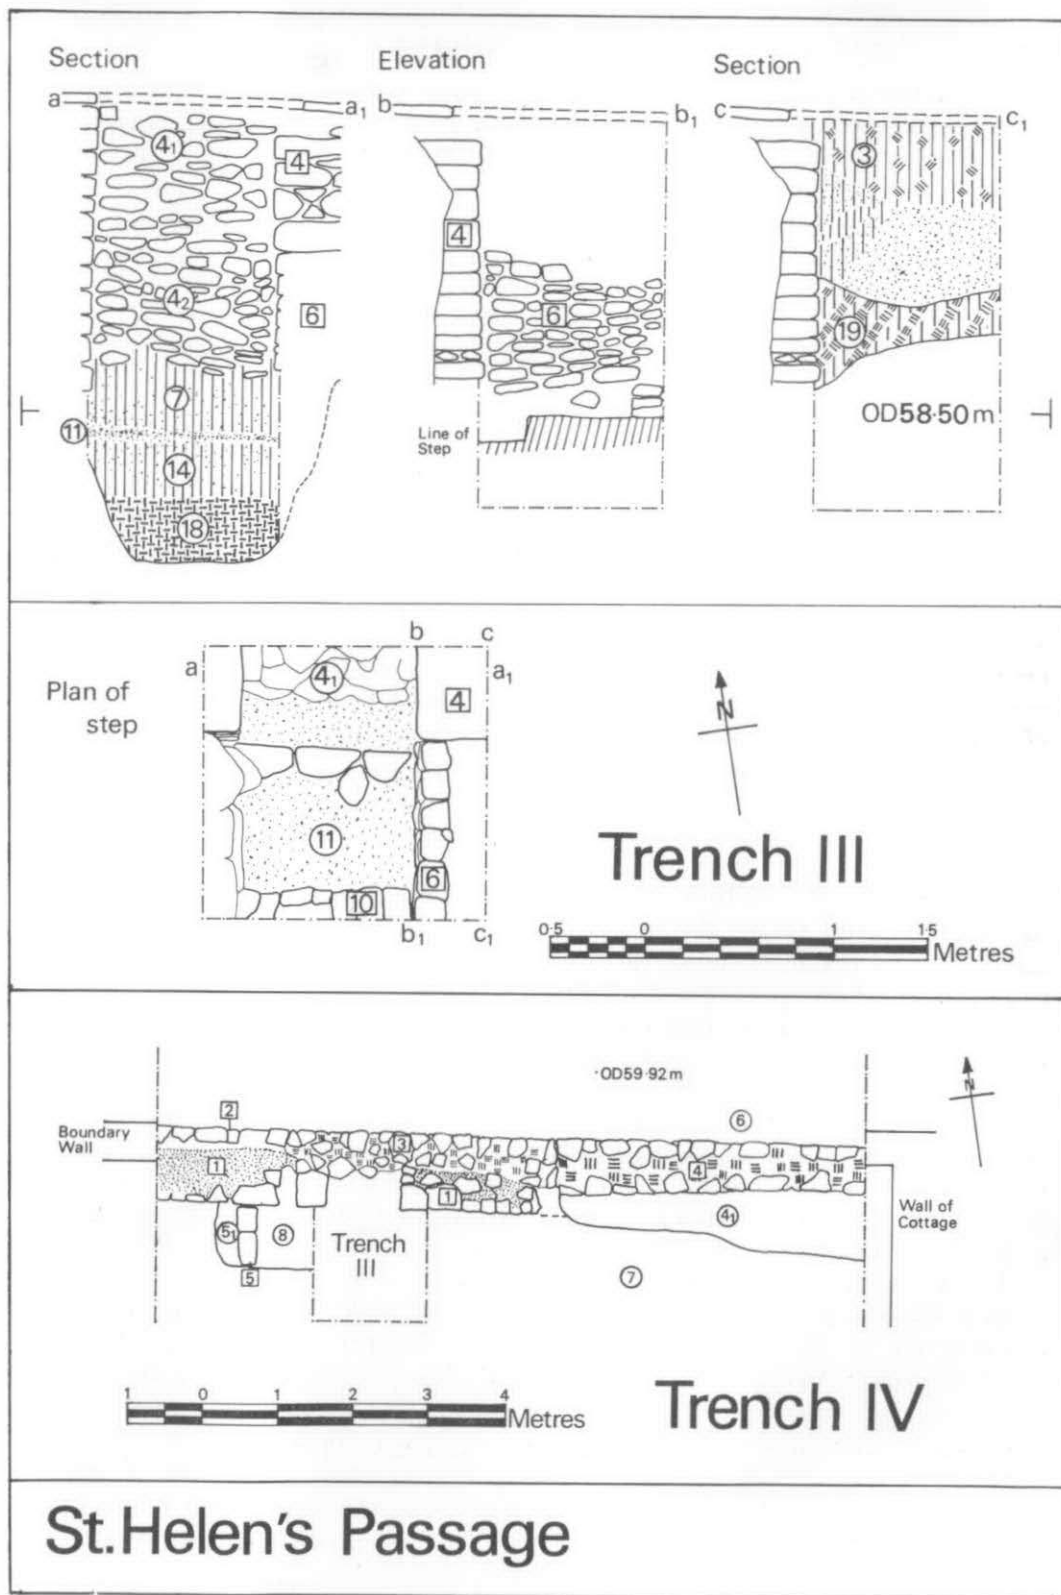 Section
Elevation
Section
a
a₁
b
b₁
c
c₁
4₁
4
4
3
4₂
6
6
19
7
OD58·50m
11
Line of
Step
14
18
b
c
a
a₁
4₁
4
Plan of
step
N
11
Trench III
6
10
b₁
c₁
0·5
0
1
1·5
Metres
·OD59·92m
N
2
6
Boundary
Wall
3
1
4
1
Wall of
Cottage
5₁
8
4₁
Trench
III
5
7
1
0
1
2
3
4
Metres
Trench IV
St.Helen's Passage